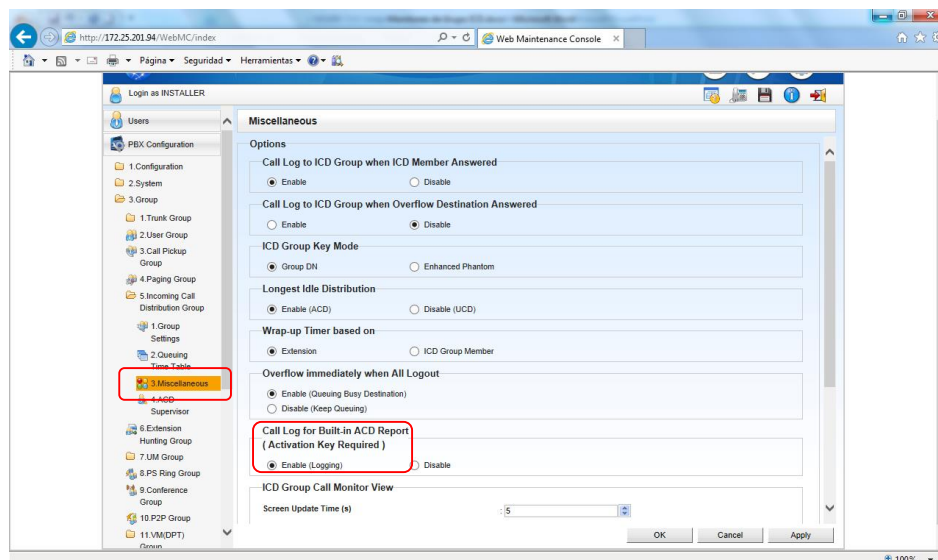 http://172.25.201.94/WebMC/index
Web Maintenance Console
Página Seguridad Herramientas
Login as INSTALLER
Users
PBX Configuration
1.Configuration
2.System
3.Group
1.Trunk Group
2.User Group
3.Call Pickup
Group
4.Paging Group
5.Incoming Call
Distribution Group
1.Group
Settings
2.Queuing
Time Table
3.Miscellaneous
4.ACD
Supervisor
6.Extension
Hunting Group
7.UM Group
8.PS Ring Group
9.Conference
Group
10.P2P Group
11.VM(DPT)
Group
Miscellaneous
Options
Call Log to ICD Group when ICD Member Answered
Enable Disable
Call Log to ICD Group when Overflow Destination Answered
Enable Disable
ICD Group Key Mode
Group DN Enhanced Phantom
Longest Idle Distribution
Enable (ACD) Disable (UCD)
Wrap-up Timer based on
Extension ICD Group Member
Overflow immediately when All Logout
Enable (Queuing Busy Destination)
Disable (Keep Queuing)
Call Log for Built-in ACD Report
( Activation Key Required )
Enable (Logging) Disable
ICD Group Call Monitor View
Screen Update Time (s) : 5
OK Cancel Apply
100%